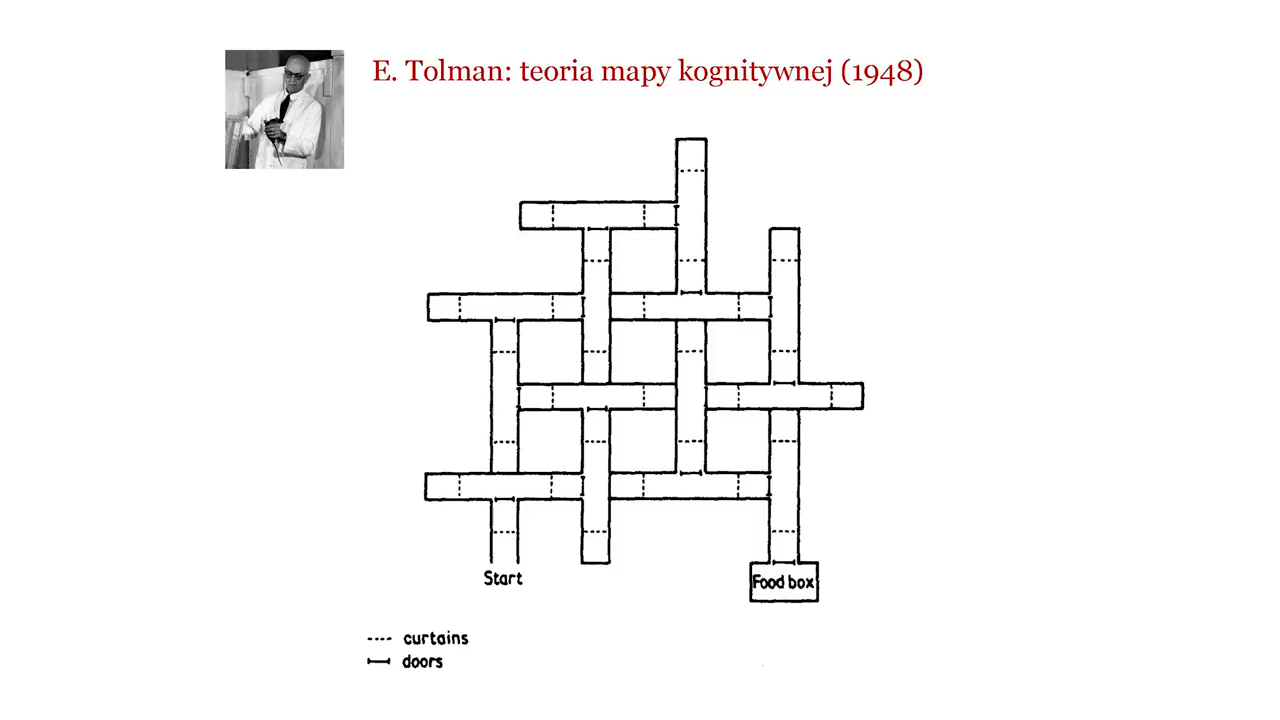 E. Tolman: teoria mapy kognitywnej (1948)
Start
Food box
curtains
doors